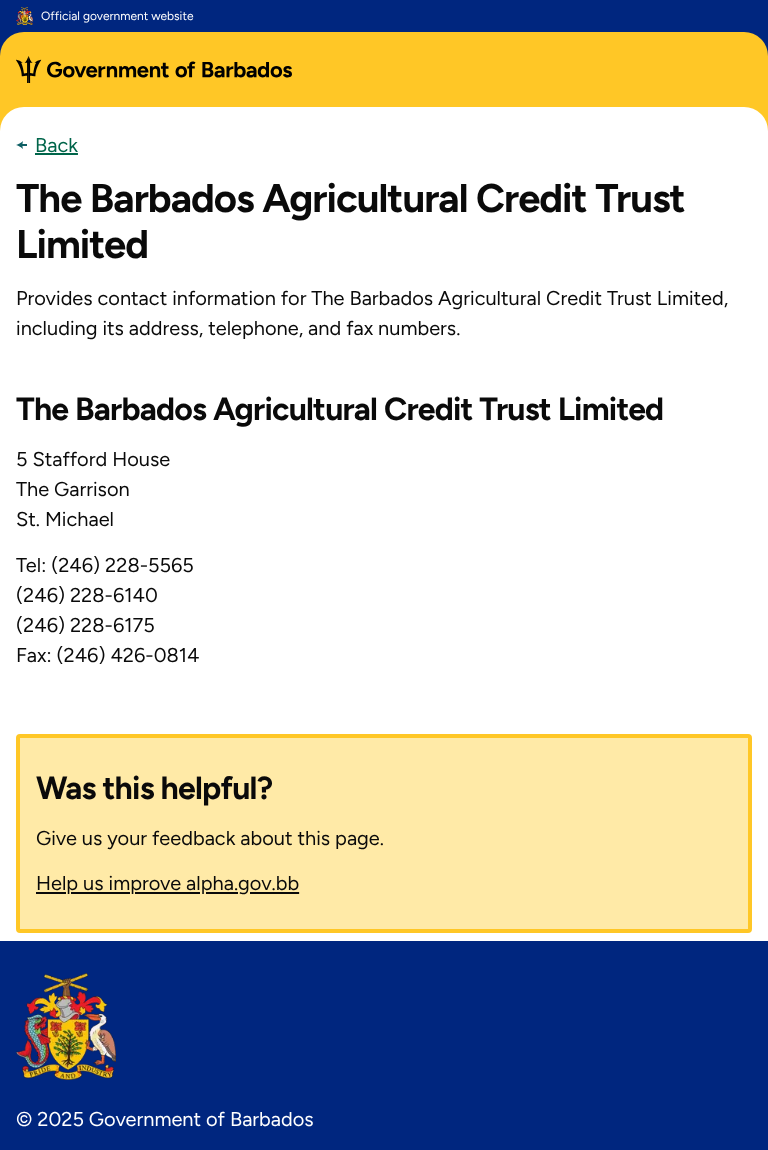 Official government website
Government of Barbados
Back
The Barbados Agricultural Credit Trust
Limited
Provides contact information for The Barbados Agricultural Credit Trust Limited,
including its address, telephone, and fax numbers.
The Barbados Agricultural Credit Trust Limited
5 Stafford House
The Garrison
St. Michael
Tel: (246) 228-5565
(246) 228-6140
(246) 228-6175
Fax: (246) 426-0814
Was this helpful?
Give us your feedback about this page.
Help us improve alpha.gov.bb
PRIDE AND INDUSTRY
© 2025 Government of Barbados